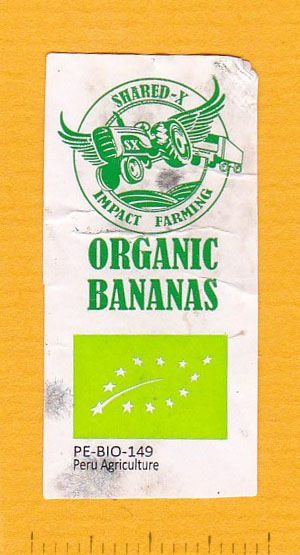 SHARED-X
SX
IMPACT FARMING
ORGANIC
BANANAS
PE-BIO-149
Peru Agriculture